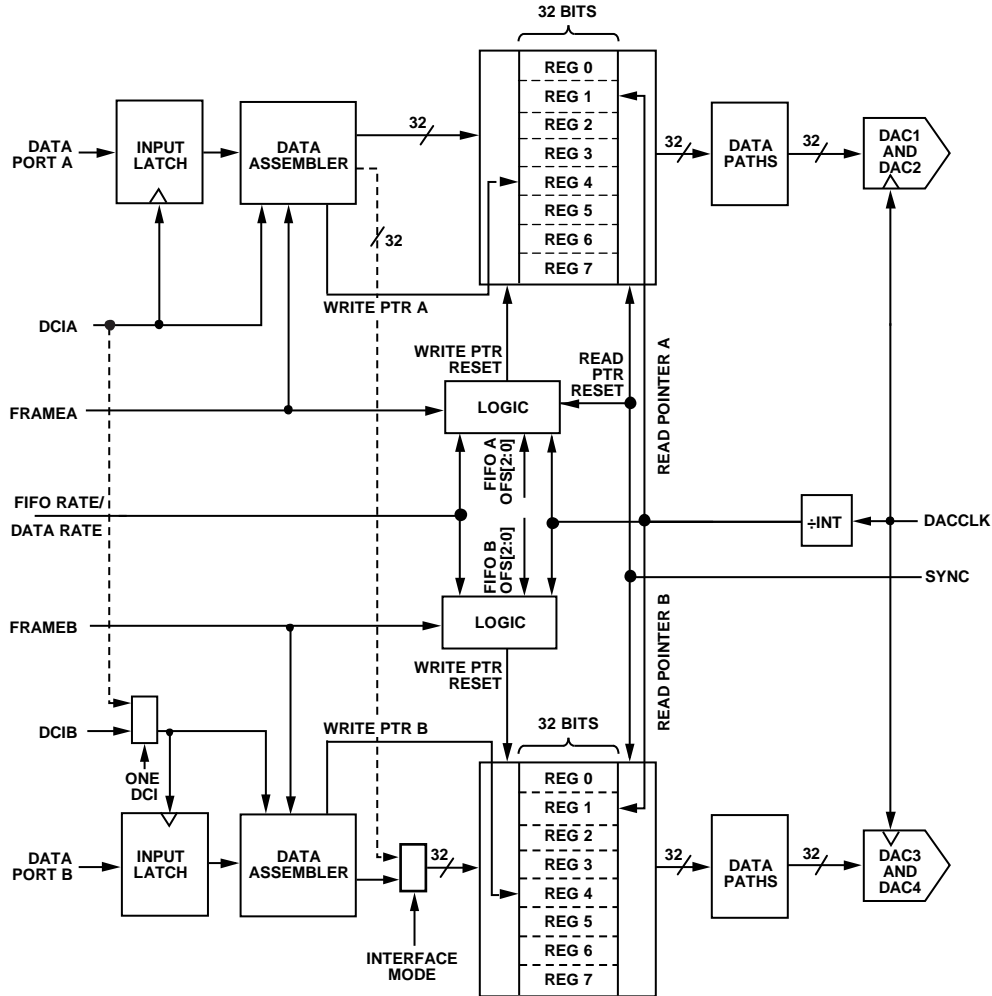 32 BITS
REG 0
REG 1
REG 2
REG 3
REG 4
REG 5
REG 6
REG 7
DATA
PORT A
INPUT
LATCH
DATA
ASSEMBLER
32
32
32
DATA
PATHS
32
DAC1
AND
DAC2
WRITE PTR A
DCIA
WRITE PTR
RESET
READ
PTR
RESET
READ POINTER A
FRAMEA
LOGIC
FIFO A
OFS[2:0]
FIFO RATE/
DATA RATE
÷INT
DACCLK
FIFO B
OFS[2:0]
SYNC
READ POINTER B
FRAMEB
LOGIC
WRITE PTR
RESET
DCIB
ONE
DCI
WRITE PTR B
32 BITS
REG 0
REG 1
REG 2
REG 3
REG 4
REG 5
REG 6
REG 7
DATA
PORT B
INPUT
LATCH
DATA
ASSEMBLER
32
32
DATA
PATHS
32
DAC3
AND
DAC4
INTERFACE
MODE